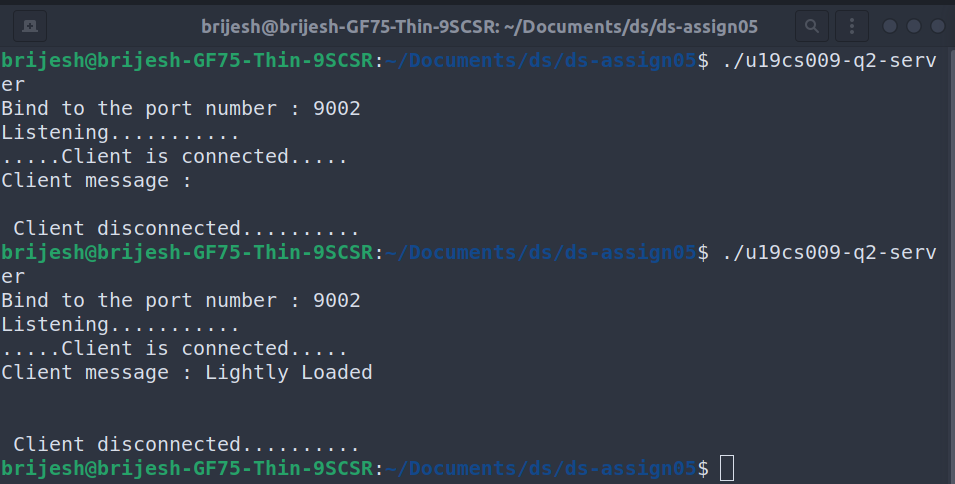 brijesh@brijesh-GF75-Thin-9SCSR: ~/Documents/ds/ds-assign05
brijesh@brijesh-GF75-Thin-9SCSR:~/Documents/ds/ds-assign05$ ./u19cs009-q2-serv
er
Bind to the port number : 9002
Listening...........
.....Client is connected.....
Client message :
 Client disconnected..........
brijesh@brijesh-GF75-Thin-9SCSR:~/Documents/ds/ds-assign05$ ./u19cs009-q2-serv
er
Bind to the port number : 9002
Listening...........
.....Client is connected.....
Client message : Lightly Loaded
 Client disconnected..........
brijesh@brijesh-GF75-Thin-9SCSR:~/Documents/ds/ds-assign05$